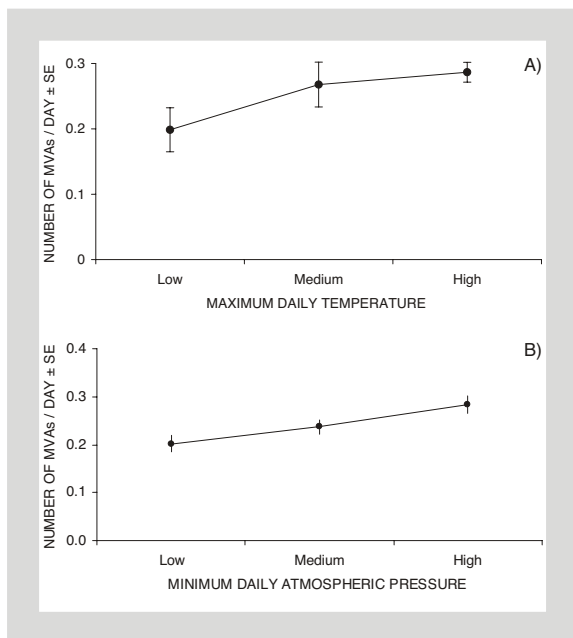 A)
NUMBER OF MVAs / DAY ± SE
0.3
0.2
0.1
0
Low Medium High
MAXIMUM DAILY TEMPERATURE
B)
NUMBER OF MVAs / DAY ± SE
0.4
0.3
0.2
0.1
0.0
Low Medium High
MINIMUM DAILY ATMOSPHERIC PRESSURE